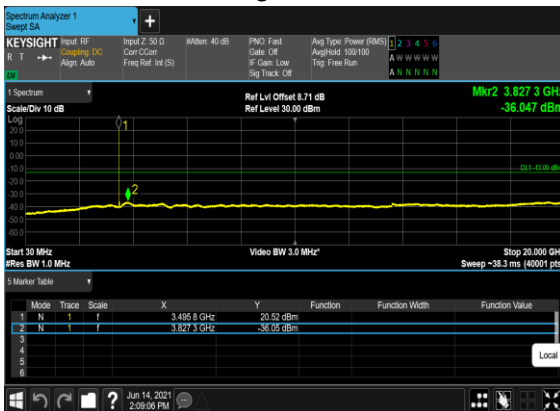 Spectrum Analyzer 1
Swept SA
+
KEYSIGHT
R T
LV
Input: RF
Coupling: DC
Align: Auto
Input Z: 50 Ω
Corr CCorr
Freq Ref: Int (S)
#Atten: 40 dB
PNO: Fast
Gate: Off
IF Gain: Low
Sig Track: Off
Avg Type: Power (RMS)
Avg|Hold: 100/100
Trig: Free Run
1 2 3 4 5 6
A W W W W W
A N N N N N
1 Spectrum
Scale/Div 10 dB
Ref Lvl Offset 8.71 dB
Ref Level 30.00 dBm
Mkr2 3.827 3 GHz
-36.047 dBm
Log
1
20.0
10.0
0.00
-10.0
DL1 -13.00 dBm
-20.0
-30.0
2
-40.0
-50.0
-60.0
Start 30 MHz
#Res BW 1.0 MHz
Video BW 3.0 MHz*
Stop 20.000 GH
Sweep ~38.3 ms (40001 pts
5 Marker Table
Mode Trace Scale X Y Function Function Width Function Value
1 N 1 f 3.495 8 GHz 20.52 dBm
2 N 1 f 3.827 3 GHz -36.05 dBm
3
4
5
6
Local
?
Jun 14, 2021
2:09:06 PM